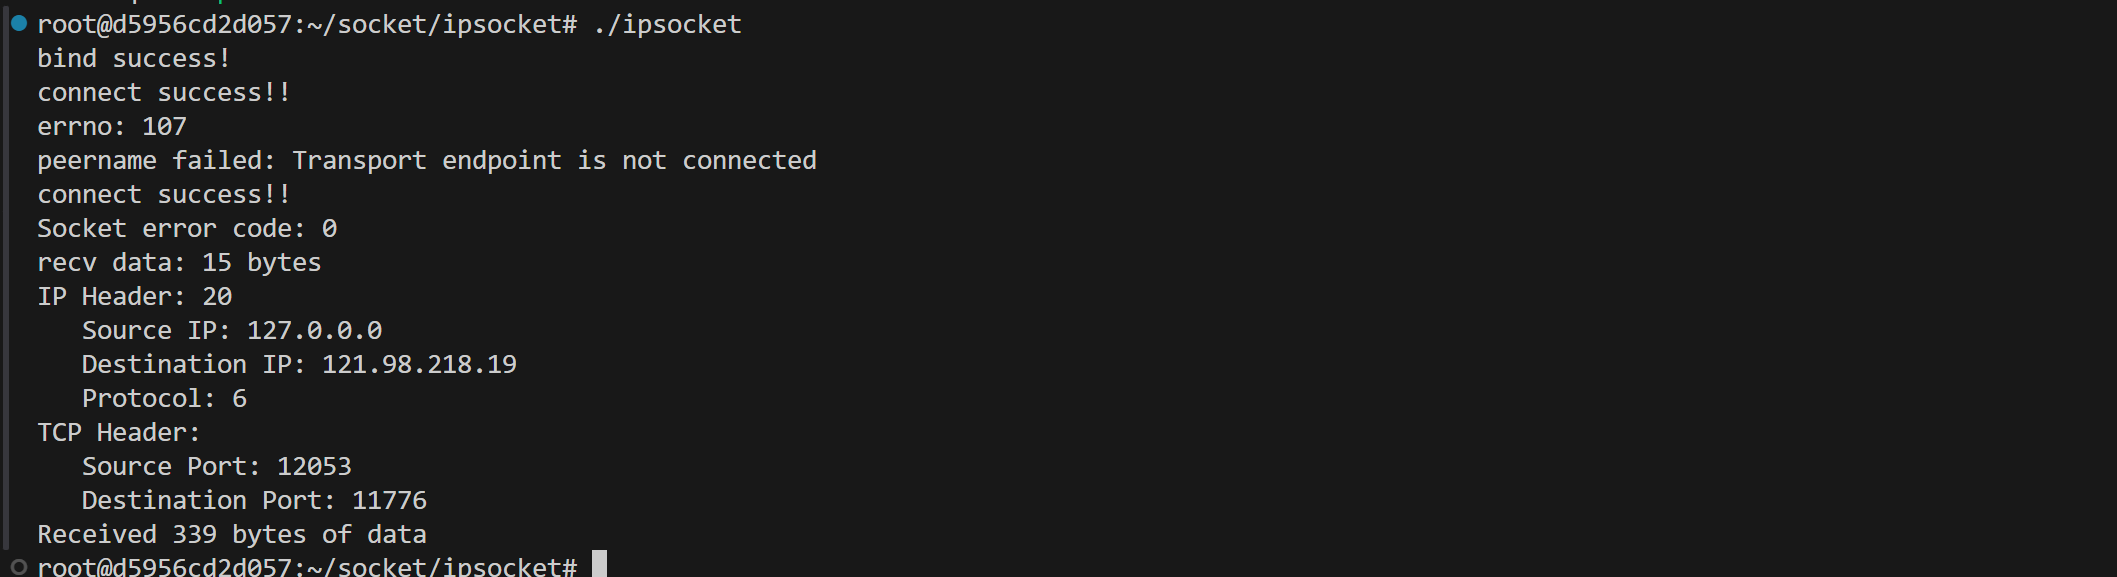 root@d5956cd2d057:~/socket/ipsocket# ./ipsocket
bind success!
connect success!!
errno: 107
peername failed: Transport endpoint is not connected
connect success!!
Socket error code: 0
recv data: 15 bytes
IP Header: 20
   Source IP: 127.0.0.0
   Destination IP: 121.98.218.19
   Protocol: 6
TCP Header:
   Source Port: 12053
   Destination Port: 11776
Received 339 bytes of data
root@d5956cd2d057:~/socket/ipsocket#